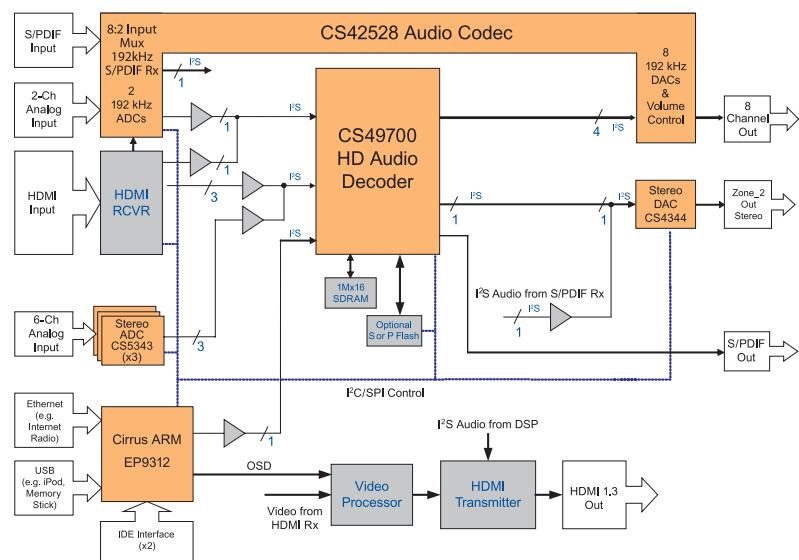 S/PDIF
Input
8:2 Input
Mux
192kHz
S/PDIF Rx
2
192 kHz
ADCs
CS42528 Audio Codec
8
192 kHz
DACs
&
Volume
Control
I²S
1
2-Ch
Analog
Input
1
I²S
CS49700
HD Audio
Decoder
4
I²S
8
Channel
Out
HDMI
Input
HDMI
RCVR
1
3
I²S
I²S
1
1
I²S
Stereo
DAC
CS4344
Zone_2
Out
Stereo
I²S
1Mx16
SDRAM
I²S Audio from S/PDIF Rx
I²S
1
6-Ch
Analog
Input
Stereo
ADC
CS5343
(x3)
3
Optional
S or P Flash
S/PDIF
Out
I²C/SPI Control
Ethernet
(e.g.
Internet
Radio)
Cirrus ARM
EP9312
1
I²S Audio from DSP
USB
(e.g. iPod,
Memory
Stick)
OSD
Video
Processor
HDMI
Transmitter
HDMI 1.3
Out
Video from
HDMI Rx
IDE Interface
(x2)